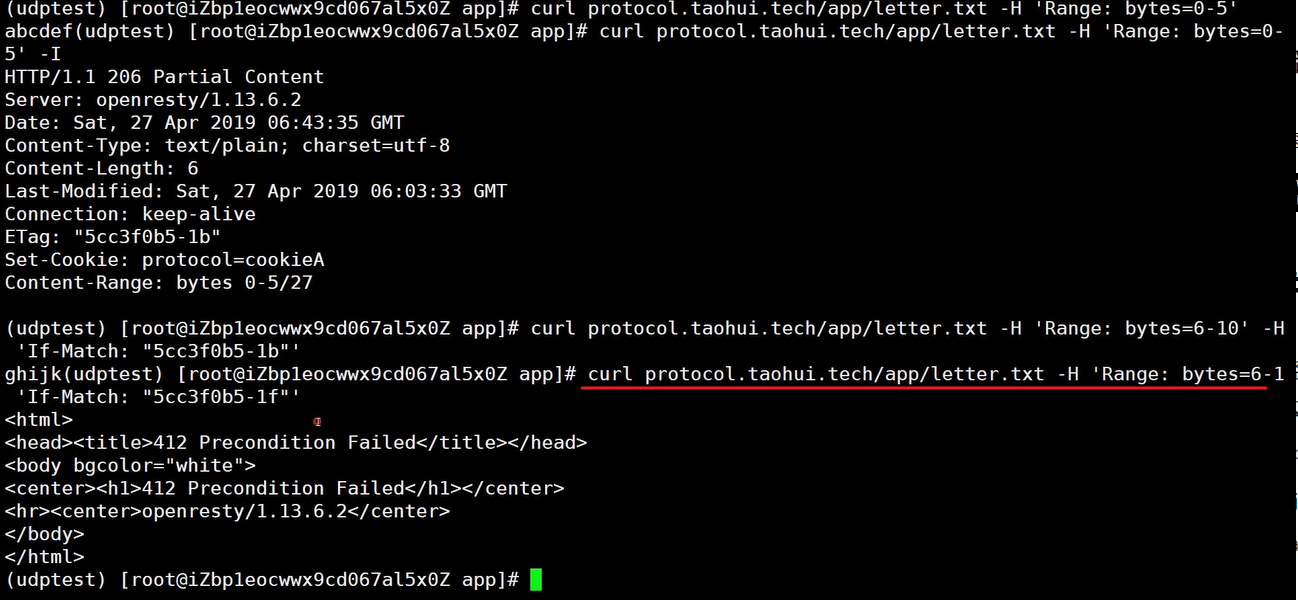 (udptest) [root@iZbp1eocwwx9cd067al5x0Z app]# curl protocol.taohui.tech/app/letter.txt -H 'Range: bytes=0-5'
abcdef(udptest) [root@iZbp1eocwwx9cd067al5x0Z app]# curl protocol.taohui.tech/app/letter.txt -H 'Range: bytes=0-
5' -I
HTTP/1.1 206 Partial Content
Server: openresty/1.13.6.2
Date: Sat, 27 Apr 2019 06:43:35 GMT
Content-Type: text/plain; charset=utf-8
Content-Length: 6
Last-Modified: Sat, 27 Apr 2019 06:03:33 GMT
Connection: keep-alive
ETag: "5cc3f0b5-1b"
Set-Cookie: protocol=cookieA
Content-Range: bytes 0-5/27
(udptest) [root@iZbp1eocwwx9cd067al5x0Z app]# curl protocol.taohui.tech/app/letter.txt -H 'Range: bytes=6-10' -H
'If-Match: "5cc3f0b5-1b"'
ghijk(udptest) [root@iZbp1eocwwx9cd067al5x0Z app]# curl protocol.taohui.tech/app/letter.txt -H 'Range: bytes=6-1
'If-Match: "5cc3f0b5-1f"'
<html>
<head><title>412 Precondition Failed</title></head>
<body bgcolor="white">
<center><h1>412 Precondition Failed</h1></center>
<hr><center>openresty/1.13.6.2</center>
</body>
</html>
(udptest) [root@iZbp1eocwwx9cd067al5x0Z app]#